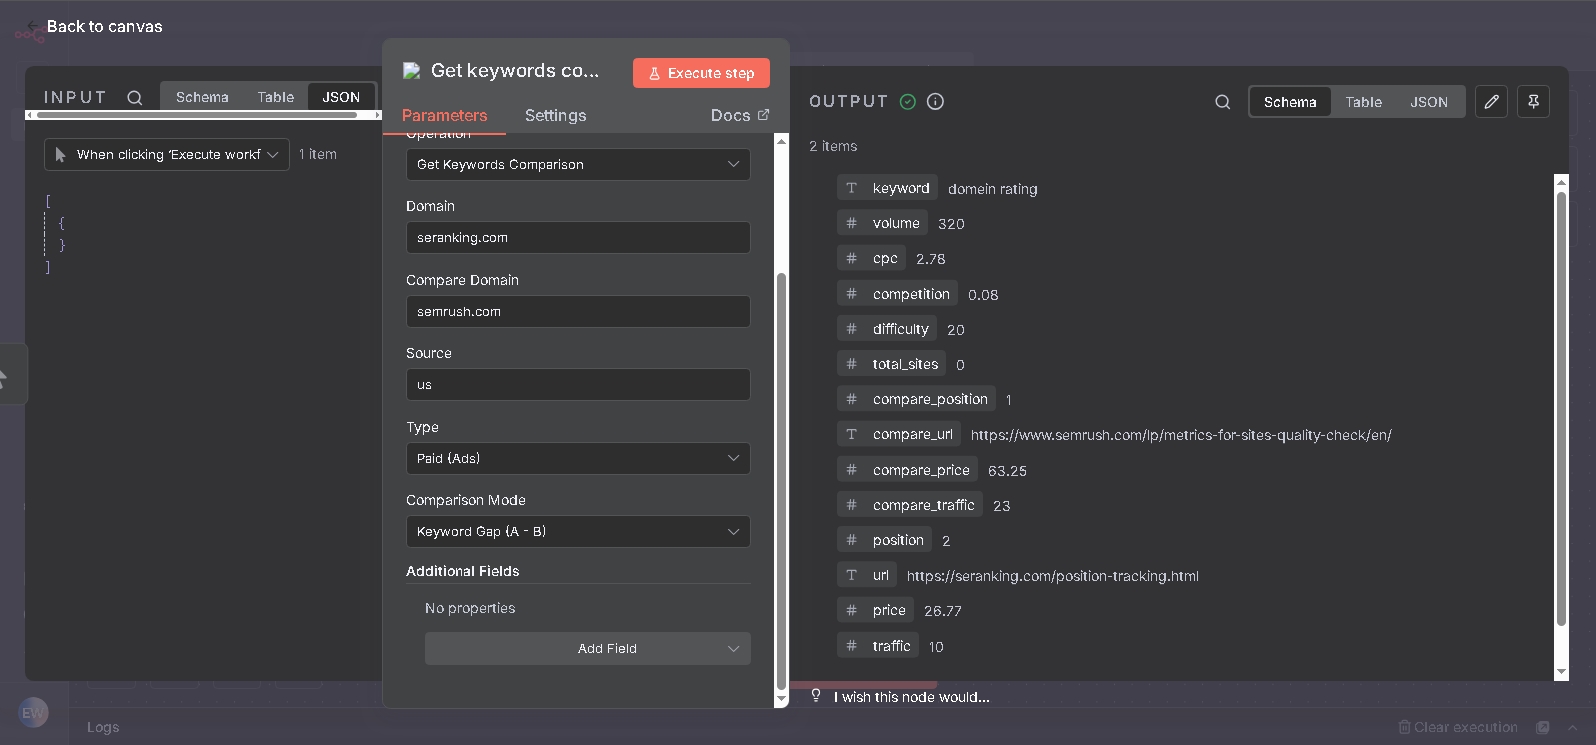 Back to canvas
INPUT
Schema
Table
JSON
When clicking 'Execute workf
1 item
[
{
}
]
Get keywords co...
Execute step
Parameters
Settings
Docs
Operation
Get Keywords Comparison
Domain
seranking.com
Compare Domain
semrush.com
Source
us
Type
Paid (Ads)
Comparison Mode
Keyword Gap (A - B)
Additional Fields
No properties
Add Field
OUTPUT
Schema
Table
JSON
2 items
T keyword domein rating
# volume 320
# cpc 2.78
# competition 0.08
# difficulty 20
# total_sites 0
# compare_position 1
T compare_url https://www.semrush.com/lp/metrics-for-sites-quality-check/en/
# compare_price 63.25
# compare_traffic 23
# position 2
T url https://seranking.com/position-tracking.html
# price 26.77
# traffic 10
I wish this node would...
EW
Logs
Clear execution